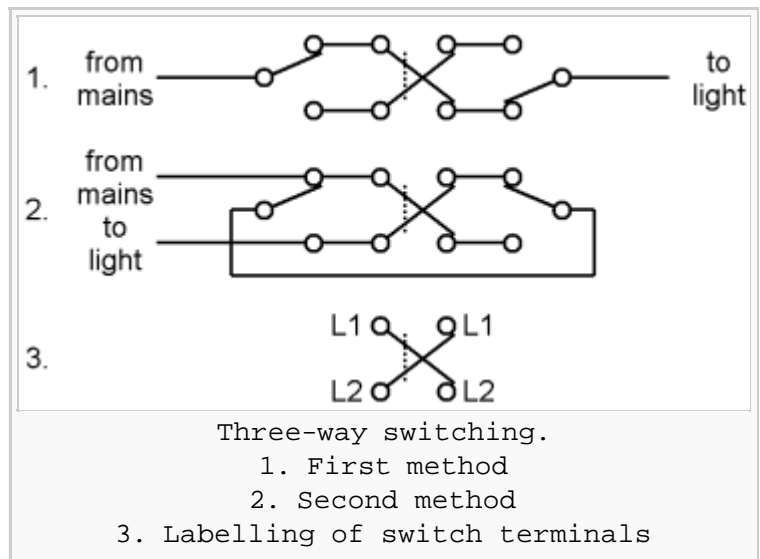 1.
from
mains
to
light
2.
from
mains
to
light
3.
L1 L1
L2 L2
Three-way switching.
1. First method
2. Second method
3. Labelling of switch terminals